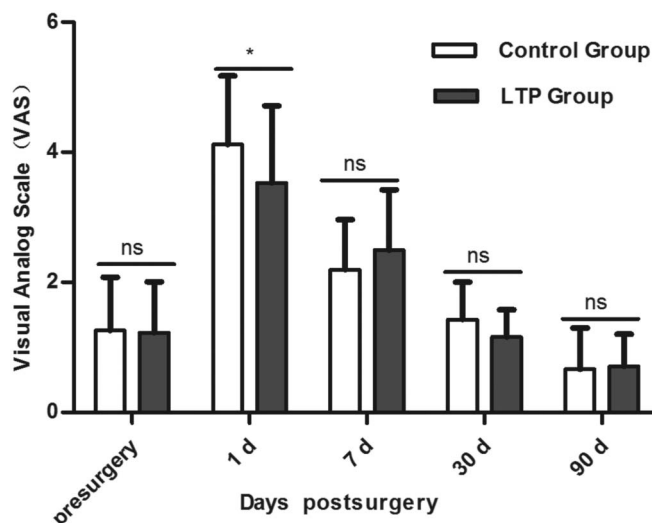 6
4
2
0
Visual Analog Scale (VAS)
Control Group
LTP Group
ns
*
ns
ns
ns
presurgery
1 d
7 d
30 d
90 d
Days postsurgery